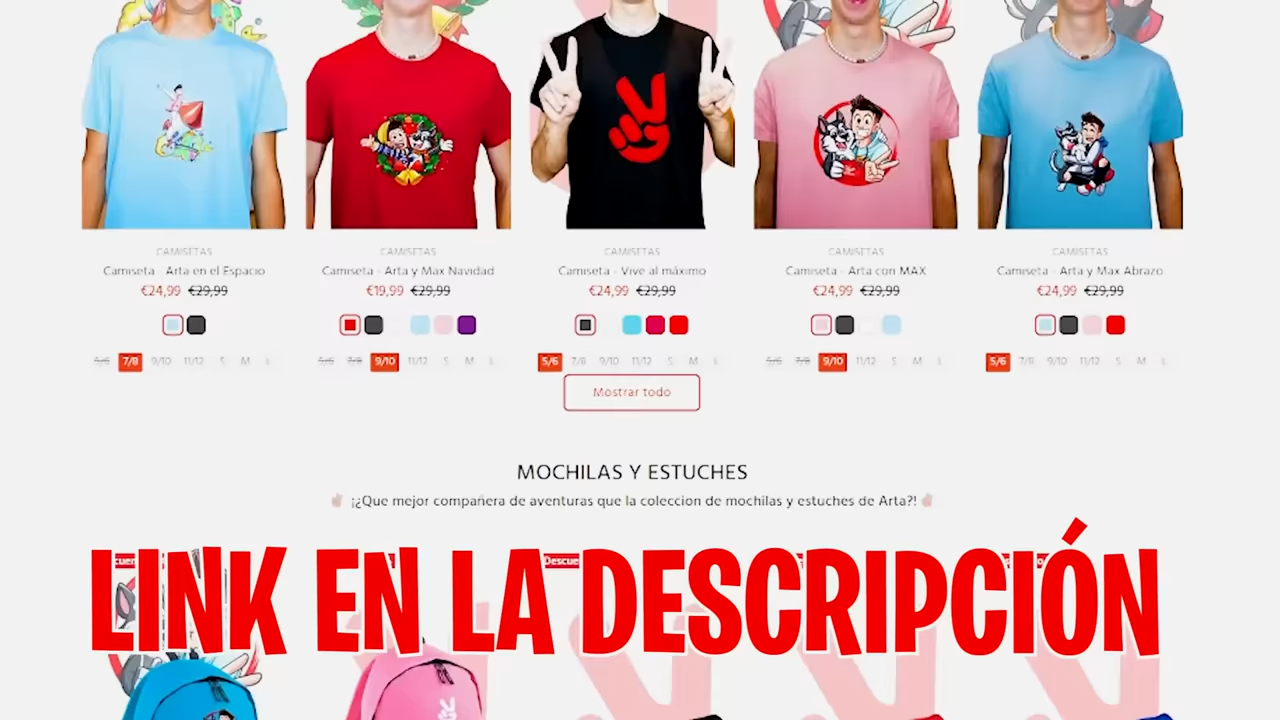 CAMISETAS
Camiseta - Arta en el Espacio
€24,99 €29,99
5/6 7/8 9/10 11/12 S M L
CAMISETAS
Camiseta - Arta y Max Navidad
€19,99 €29,99
5/6 7/8 9/10 11/12 S M L
CAMISETAS
Camiseta - Vive al máximo
€24,99 €29,99
5/6 7/8 9/10 11/12 S M L
CAMISETAS
Camiseta - Arta con MAX
€24,99 €29,99
5/6 7/8 9/10 11/12 S M L
CAMISETAS
Camiseta - Arta y Max Abrazo
€24,99 €29,99
5/6 7/8 9/10 11/12 S M L
Mostrar todo
MOCHILAS Y ESTUCHES
¡¿Que mejor compañera de aventuras que la coleccion de mochilas y estuches de Arta?!
LINK EN LA DESCRIPCIÓN